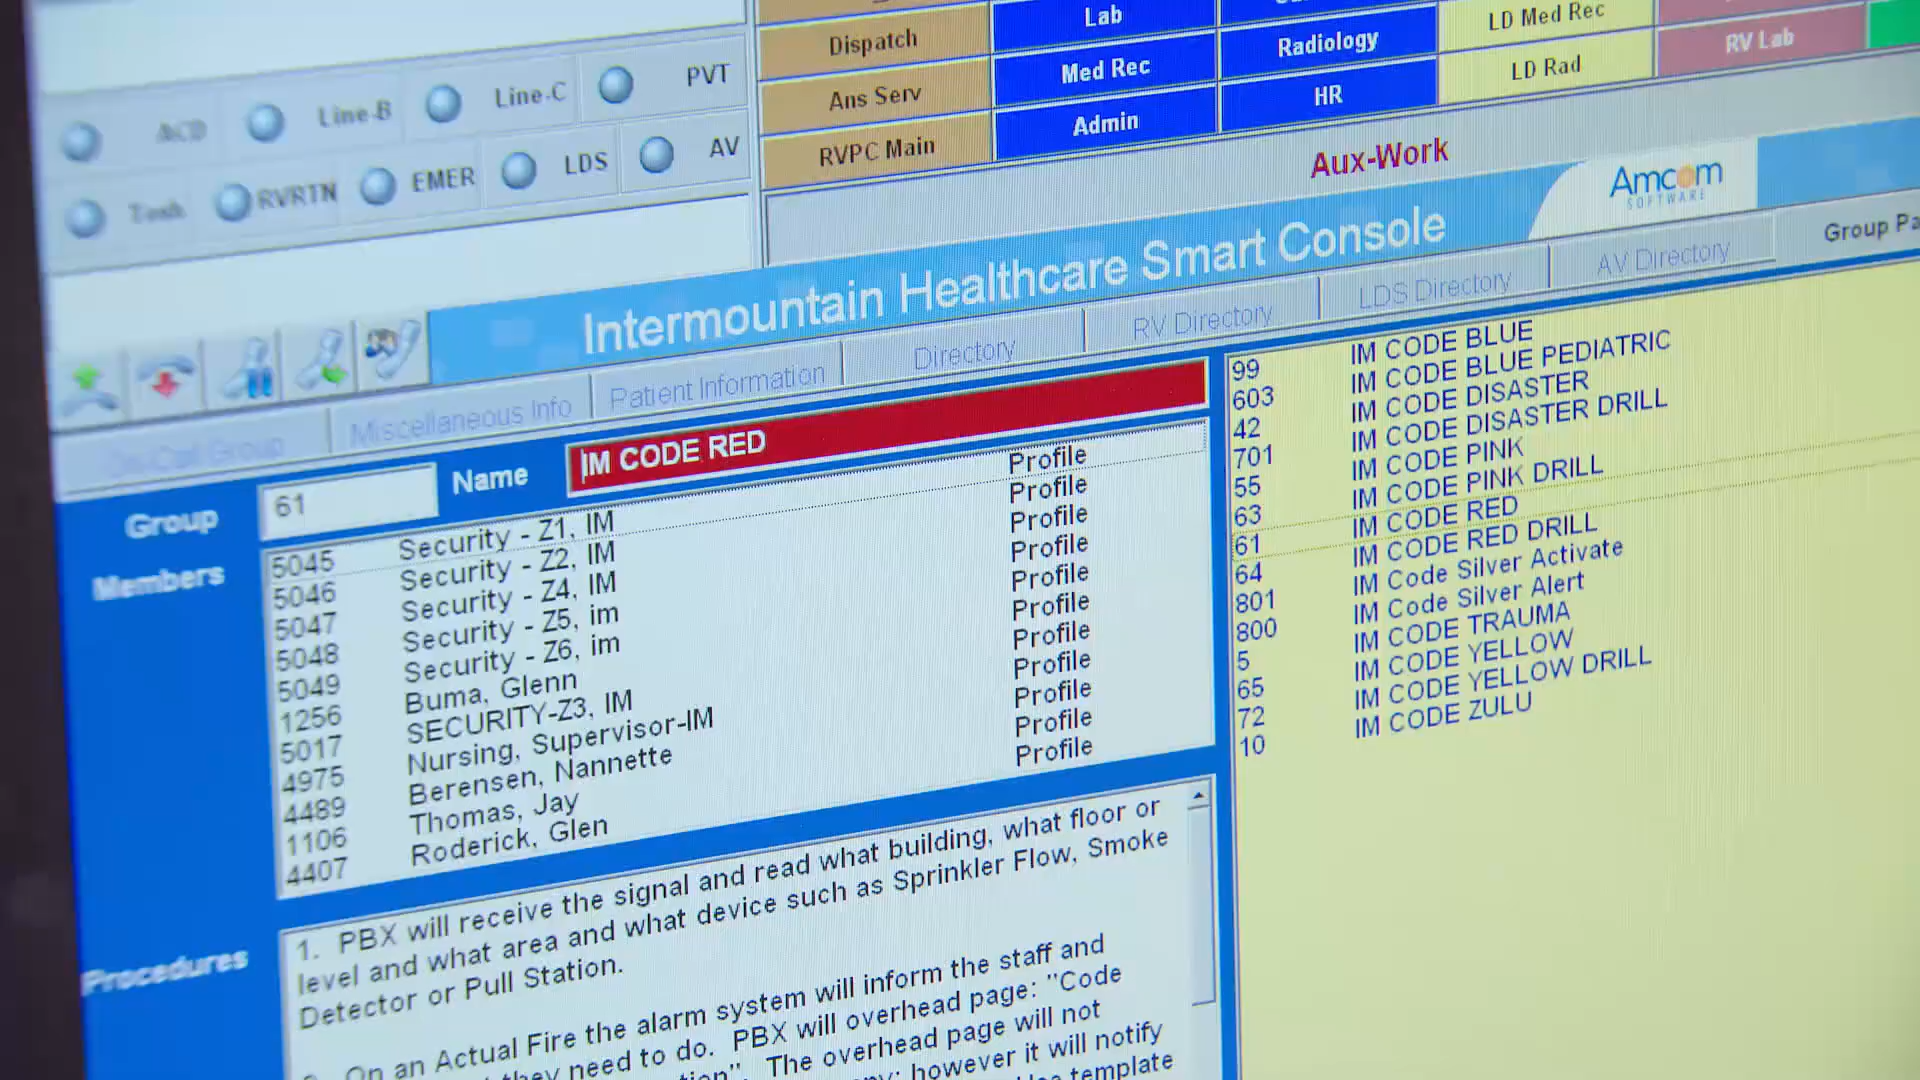 Lab
Dispatch
Med Rec
Radiology
LD Med Rec
RV Lab
Ans Serv
Admin
HR
LD Rad
RVPC Main
ACD
Line-B
Line-C
PVT
RVRTN
EMER
LDS
AV
Aux-Work
Amcom
SOFTWARE
Intermountain Healthcare Smart Console
Group Pa
On-Call Group
Miscellaneous Info
Patient Information
Directory
RV Directory
LDS Directory
AV Directory
Group 61 Name IM CODE RED
Members
5045 Security - Z1, IM Profile
5046 Security - Z2, IM Profile
5047 Security - Z4, IM Profile
5048 Security - Z5, im Profile
5049 Security - Z6, im Profile
1256 Buma, Glenn Profile
5017 SECURITY-Z3, IM Profile
4975 Nursing, Supervisor-IM Profile
4489 Berensen, Nannette Profile
1106 Thomas, Jay Profile
4407 Roderick, Glen Profile
99 IM CODE BLUE
603 IM CODE BLUE PEDIATRIC
42 IM CODE DISASTER
701 IM CODE DISASTER DRILL
55 IM CODE PINK
63 IM CODE PINK DRILL
61 IM CODE RED
64 IM CODE RED DRILL
801 IM Code Silver Activate
800 IM Code Silver Alert
5 IM CODE TRAUMA
65 IM CODE YELLOW
72 IM CODE YELLOW DRILL
10 IM CODE ZULU
Procedures
1. PBX will receive the signal and read what building, what floor or
level and what area and what device such as Sprinkler Flow, Smoke
Detector or Pull Station.
On an Actual Fire the alarm system will inform the staff and
they need to do. PBX will overhead page: "Code
The overhead page will not
however it will notify
template